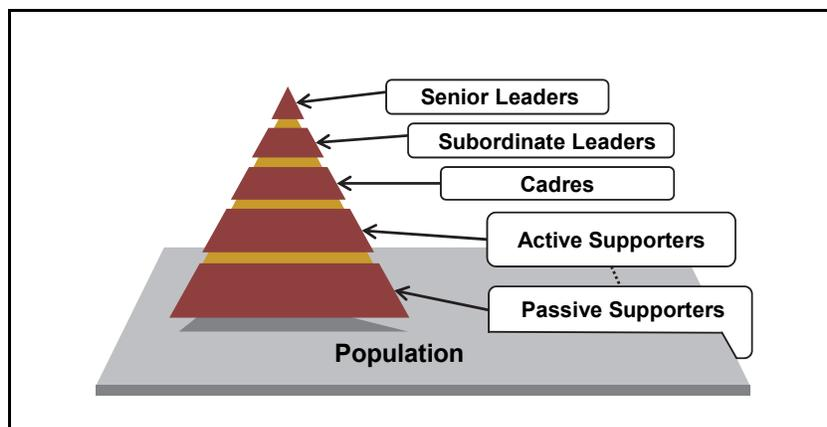 Senior Leaders
Subordinate Leaders
Cadres
Active Supporters
Passive Supporters
Population